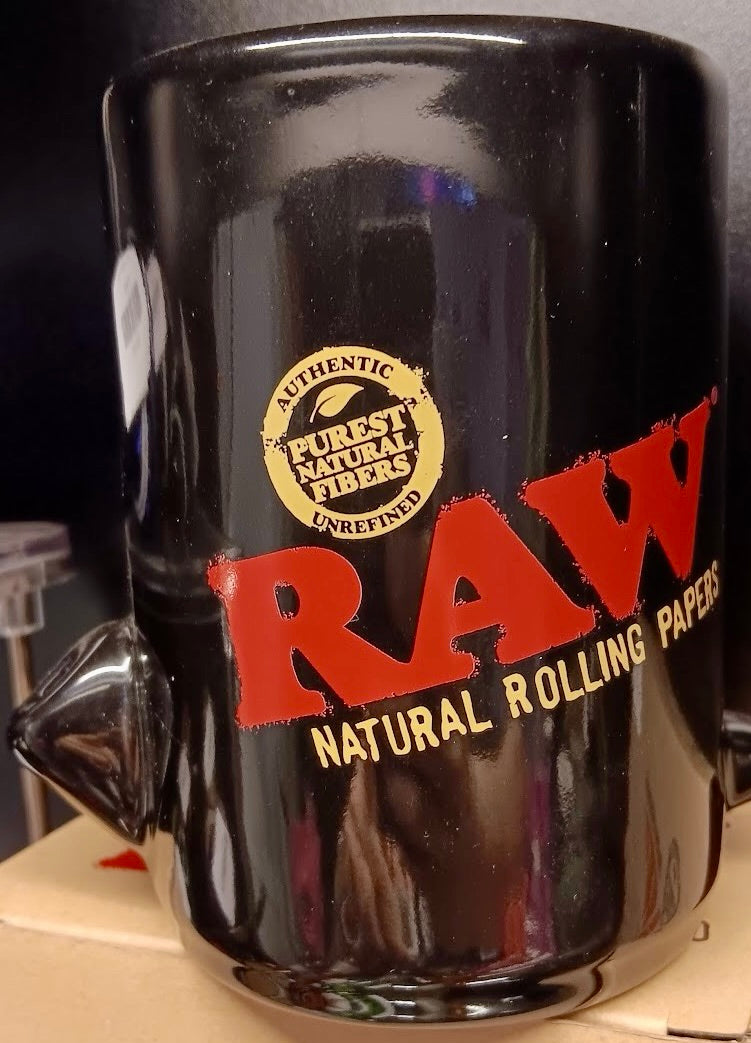 AUTHENTIC
PUREST
NATURAL
FIBERS
UNREFINED
RAW®
NATURAL ROLLING PAPERS